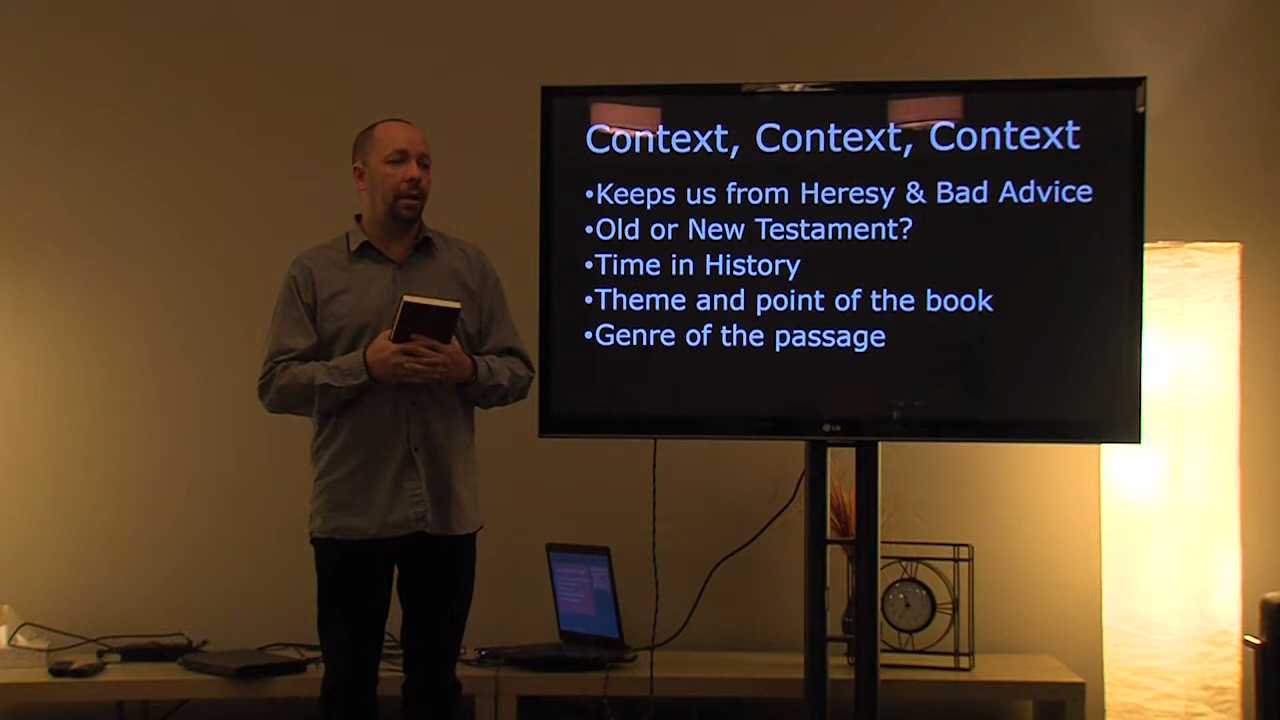 Context, Context, Context
•Keeps us from Heresy & Bad Advice
•Old or New Testament?
•Time in History
•Theme and point of the book
•Genre of the passage
LG